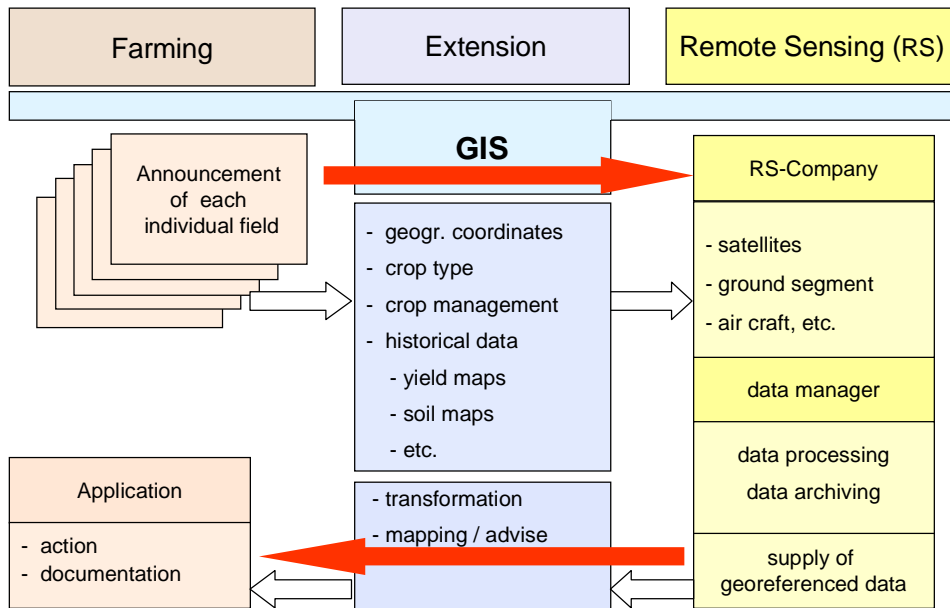 Farming
Extension
Remote Sensing (RS)
GIS
Announcement
of each
individual field
- geogr. coordinates
- crop type
- crop management
- historical data
- yield maps
- soil maps
- etc.
RS-Company
- satellites
- ground segment
- air craft, etc.
data manager
data processing
data archiving
supply of
georeferenced data
- transformation
- mapping / advise
Application
- action
- documentation